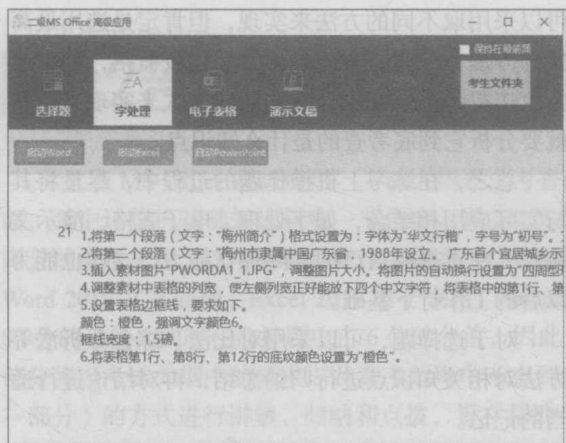 二级MS Office 高级应用
保持在最前面
选择题
字处理
电子表格
演示文稿
考生文件夹
启动Word
启动Excel
启动PowerPoint
21 1.将第一个段落（文字："梅州简介"）格式设置为：字体为"华文行楷"，字号为"初号"。
2.将第二个段落（文字："梅州市隶属中国广东省，1988年设立。广东首个宜居城乡示
3.插入素材图片"PWORDA1_1.JPG"，调整图片大小。将图片的自动换行设置为"四周型
4.调整素材中表格的列宽，使左侧列宽正好能放下四个中文字符，将表格中的第1行、第
5.设置表格边框线，要求如下。
颜色：橙色，强调文字颜色6。
框线宽度：1.5磅。
6.将表格第1行、第8行、第12行的底纹颜色设置为"橙色"。